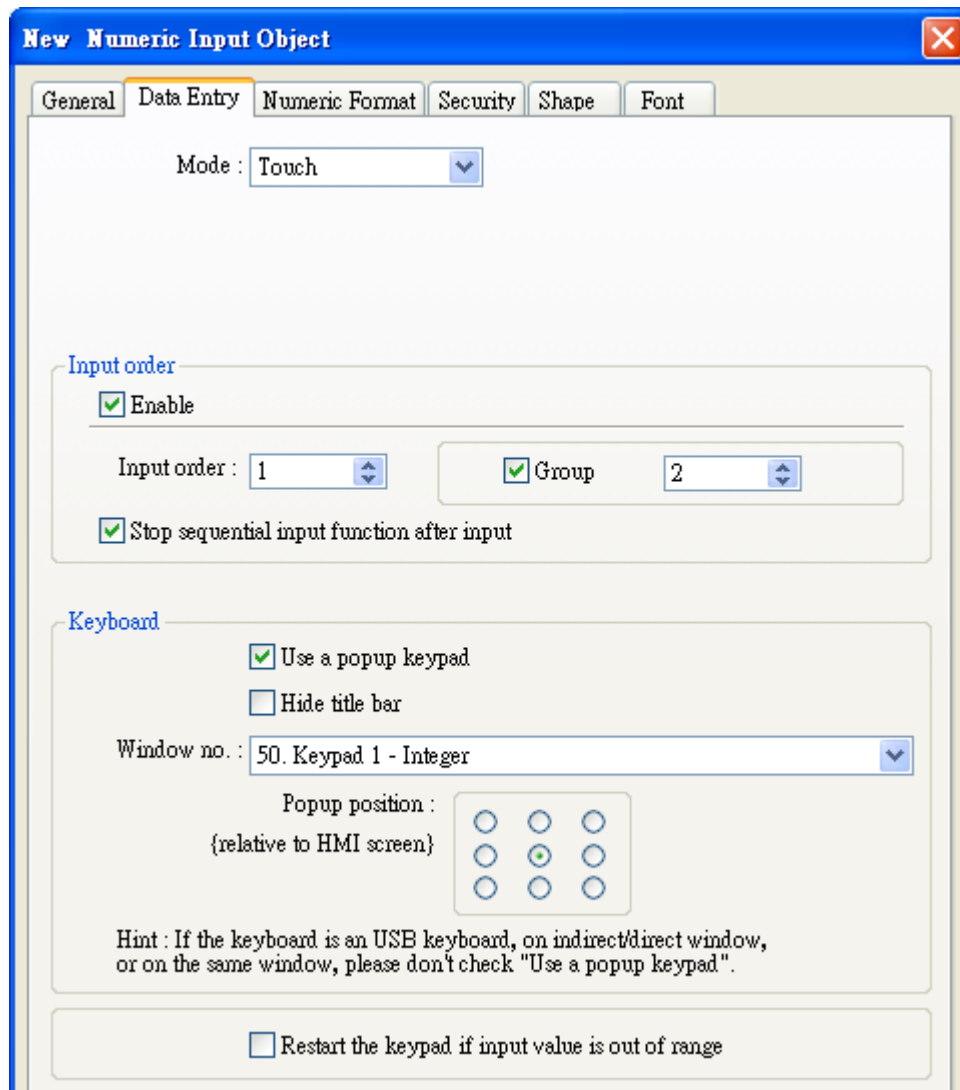 New Numeric Input Object
General Data Entry Numeric Format Security Shape Font
Mode : Touch
Input order
Enable
Input order : 1 Group 2
Stop sequential input function after input
Keyboard
Use a popup keypad
Hide title bar
Window no. : 50. Keypad 1 - Integer
Popup position :
{relative to HMI screen}
Hint : If the keyboard is an USB keyboard, on indirect/direct window,
or on the same window, please don't check "Use a popup keypad".
Restart the keypad if input value is out of range